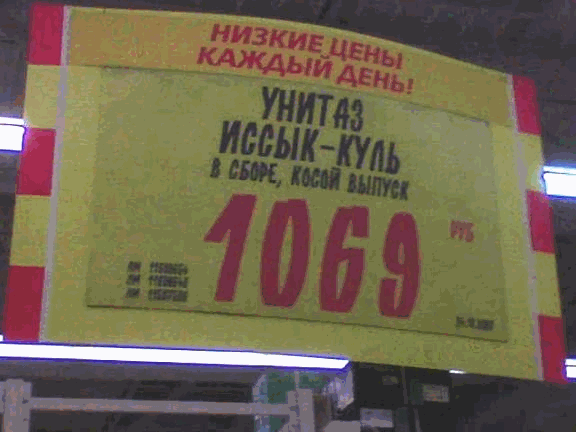 НИЗКИЕ ЦЕНЫ
КАЖДЫЙ ДЕНЬ!
УНИТАЗ
ИССЫК-КУЛЬ
В СБОРЕ, КОСОЙ ВЫПУСК
1069 РУБ